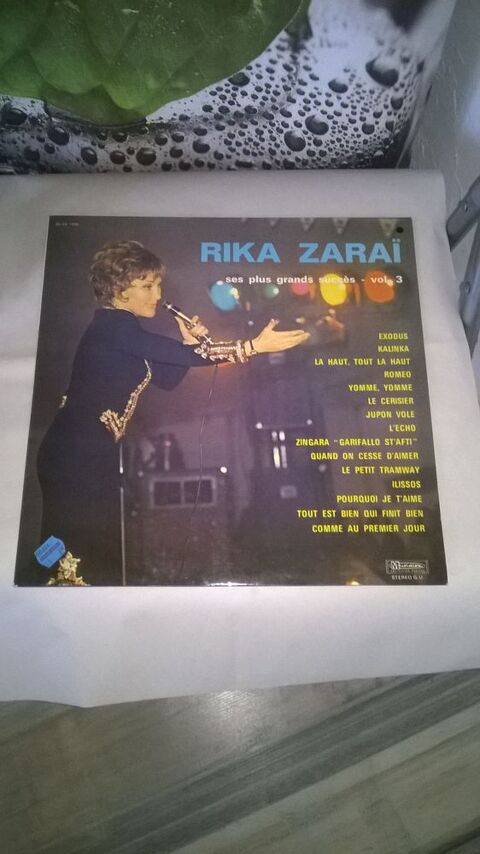 RIKA ZARAÏ
ses plus grands succès - vol. 3
EXODUS
KALINKA
LA HAUT, TOUT LA HAUT
ROMEO
YOMME, YOMME
LE CERISIER
JUPON VOLE
L'ECHO
ZINGARA "GARIFALLO ST'AFTI"
QUAND ON CESSE D'AIMER
LE PETIT TRAMWAY
ILISSOS
POURQUOI JE T'AIME
TOUT EST BIEN QUI FINIT BIEN
COMME AU PREMIER JOUR
STEREO G.U.